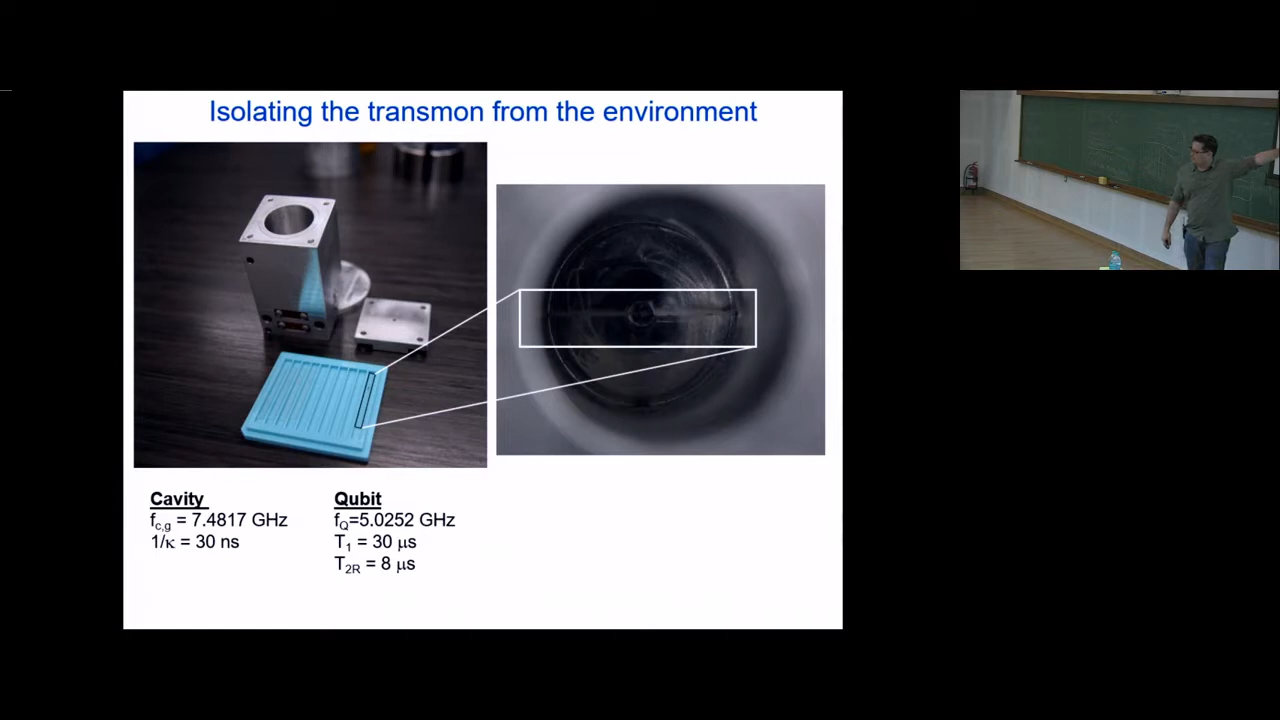 Isolating the transmon from the environment
Cavity
f_c,g = 7.4817 GHz
1/κ = 30 ns
Qubit
f_Q=5.0252 GHz
T_1 = 30 μs
T_2R = 8 μs